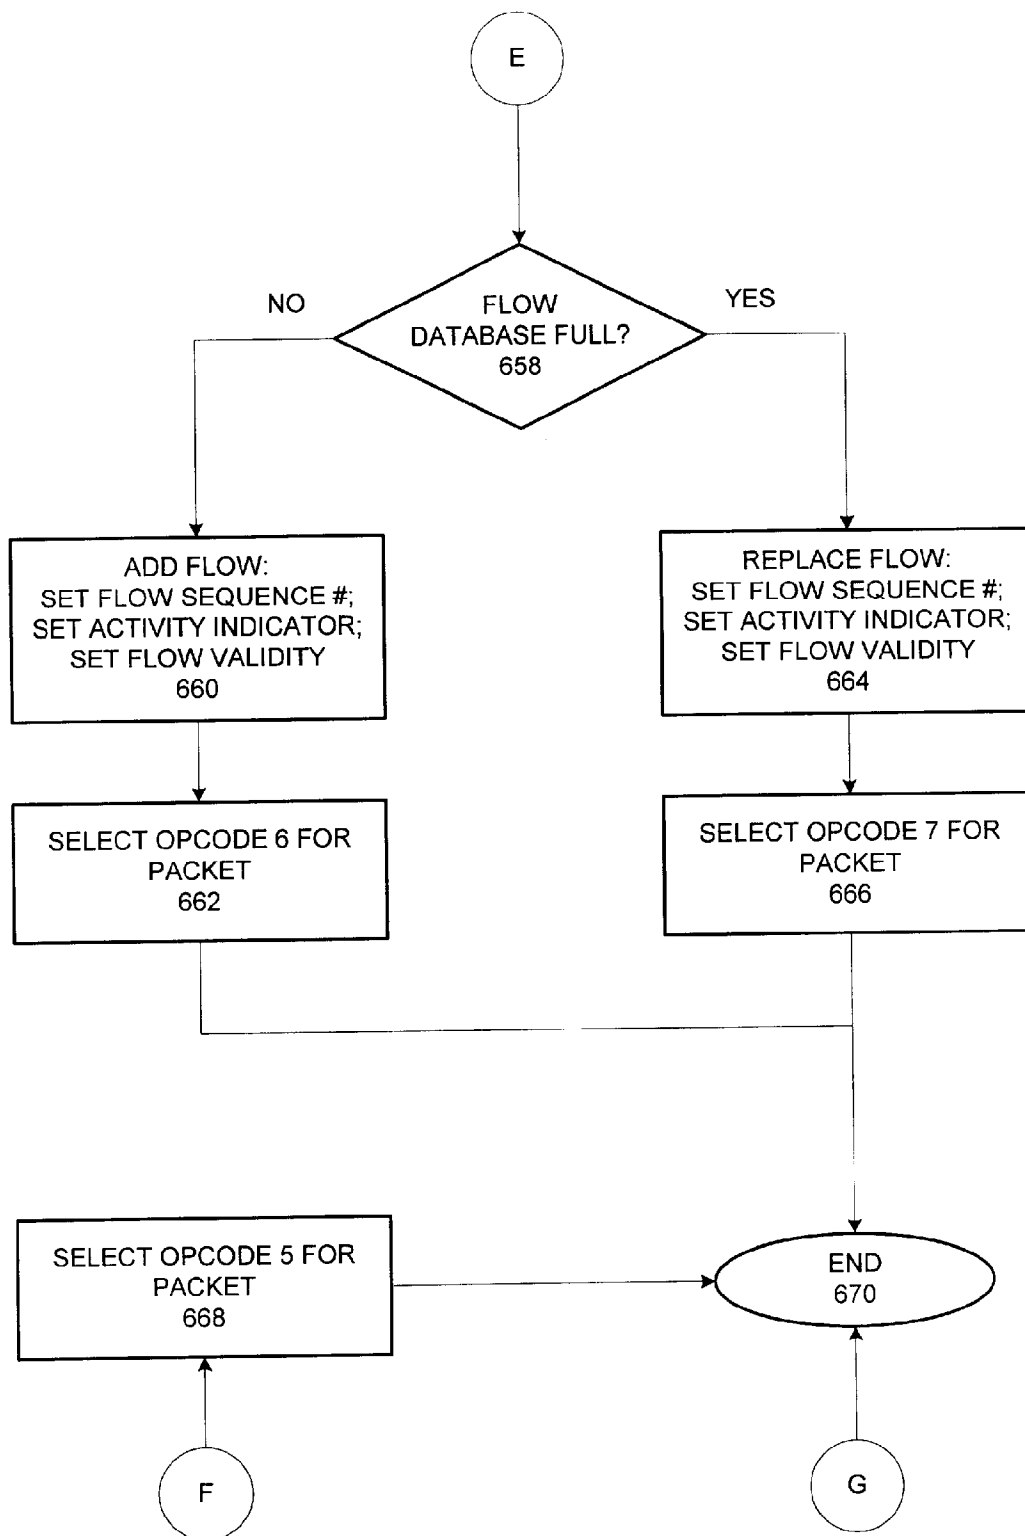 E
NO
YES
FLOW
DATABASE FULL?
658
ADD FLOW:
SET FLOW SEQUENCE #;
SET ACTIVITY INDICATOR;
SET FLOW VALIDITY
660
REPLACE FLOW:
SET FLOW SEQUENCE #;
SET ACTIVITY INDICATOR;
SET FLOW VALIDITY
664
SELECT OPCODE 6 FOR
PACKET
662
SELECT OPCODE 7 FOR
PACKET
666
SELECT OPCODE 5 FOR
PACKET
668
END
670
F
G